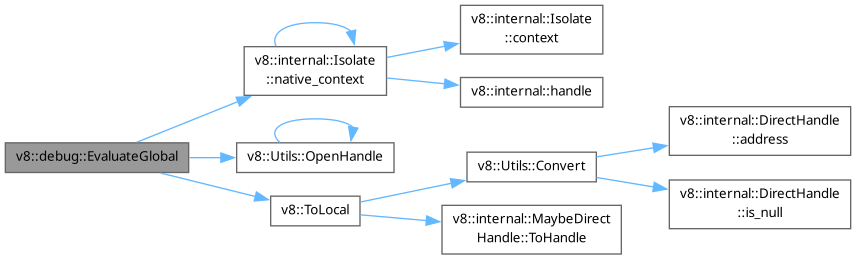 v8::debug::EvaluateGlobal
v8::internal::Isolate
::native_context
v8::internal::Isolate
::context
v8::internal::handle
v8::Utils::OpenHandle
v8::ToLocal
v8::Utils::Convert
v8::internal::DirectHandle
::address
v8::internal::DirectHandle
::is_null
v8::internal::MaybeDirect
Handle::ToHandle